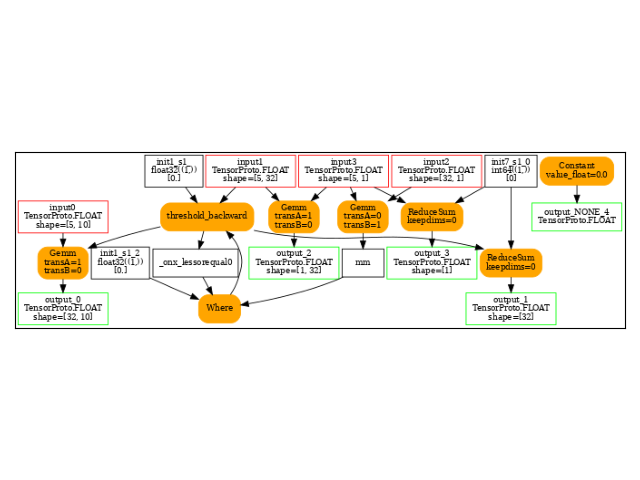 init1_s1_
float32((1,))
[0.]
input1
TensorProto.FLOAT
shape=[5, 32]
input3
TensorProto.FLOAT
shape=[5, 1]
input2
TensorProto.FLOAT
shape=[32, 1]
init7_s1_0
int64((1,))
[0]
Constant
value_float=0.0
input0
TensorProto.FLOAT
shape=[5, 10]
threshold_backward
Gemm
transA=1
transB=0
Gemm
transA=0
transB=1
ReduceSum
keepdims=0
output_NONE_4
TensorProto.FLOAT
Gemm
transA=1
transB=0
init1_s1_2
float32((1,))
[0.]
_onx_lessorequal0
output_2
TensorProto.FLOAT
shape=[1, 32]
mm
output_3
TensorProto.FLOAT
shape=[1]
ReduceSum
keepdims=0
output_0
TensorProto.FLOAT
shape=[32, 10]
Where
output_1
TensorProto.FLOAT
shape=[32]